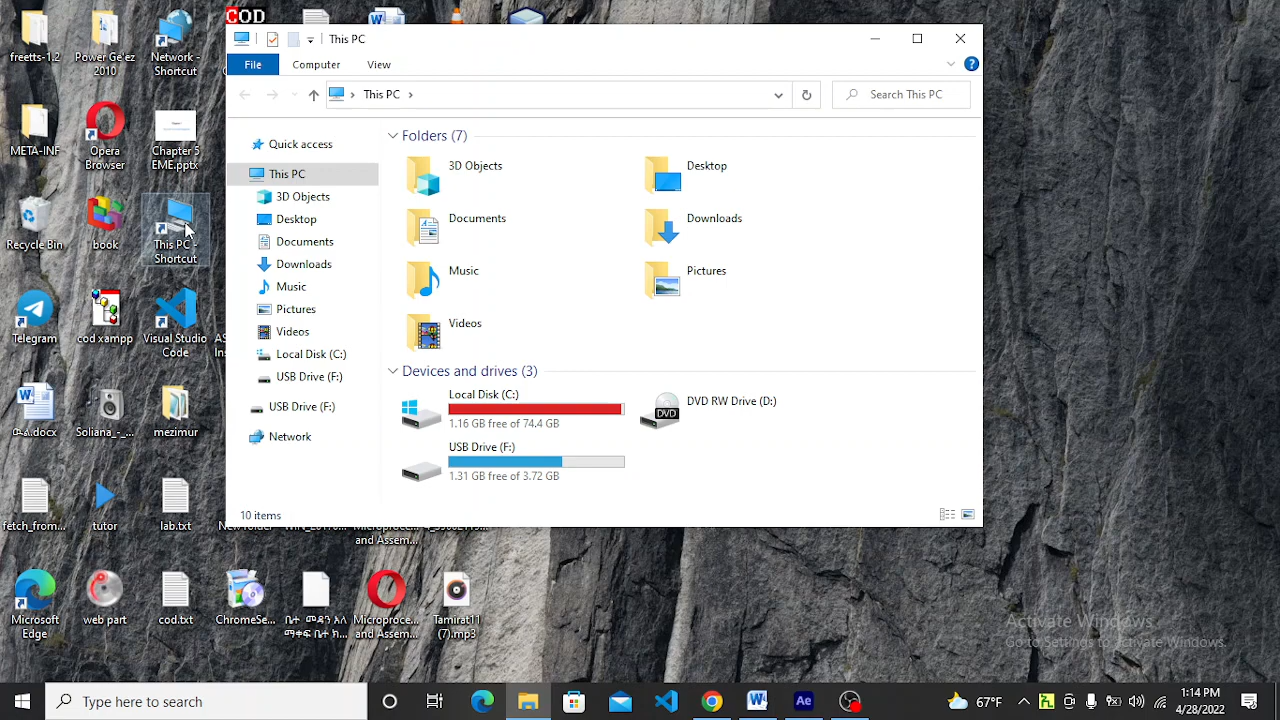 COD
This PC
File Computer View
This PC
Search This PC
Quick access
This PC
3D Objects
Desktop
Documents
Downloads
Music
Pictures
Videos
Local Disk (C:)
USB Drive (F:)
USB Drive (F:)
Network
Folders (7)
3D Objects
Desktop
Documents
Downloads
Music
Pictures
Videos
Devices and drives (3)
Local Disk (C:)
1.16 GB free of 74.4 GB
DVD RW Drive (D:)
DVD
USB Drive (F:)
1.31 GB free of 3.72 GB
10 items
freetts-1.2
Power Ge'ez
2010
Network -
Shortcut
META-INF
Opera
Browser
Chapter 5
EME.pptx
Recycle Bin
book
This PC -
Shortcut
Telegram
cod xampp
Visual Studio
Code
Soliana_-_...
mezimur
fetch_from...
tutor
lab.txt
and Assem...
Microsoft
Edge
web part
cod.txt
ChromeSe...
Microproce...
and Assem...
Tamirat11
(7).mp3
Activate Windows
Go to Settings to activate Windows.
Type here to search
Ae
67°F
1:14 PM
4/28/2022